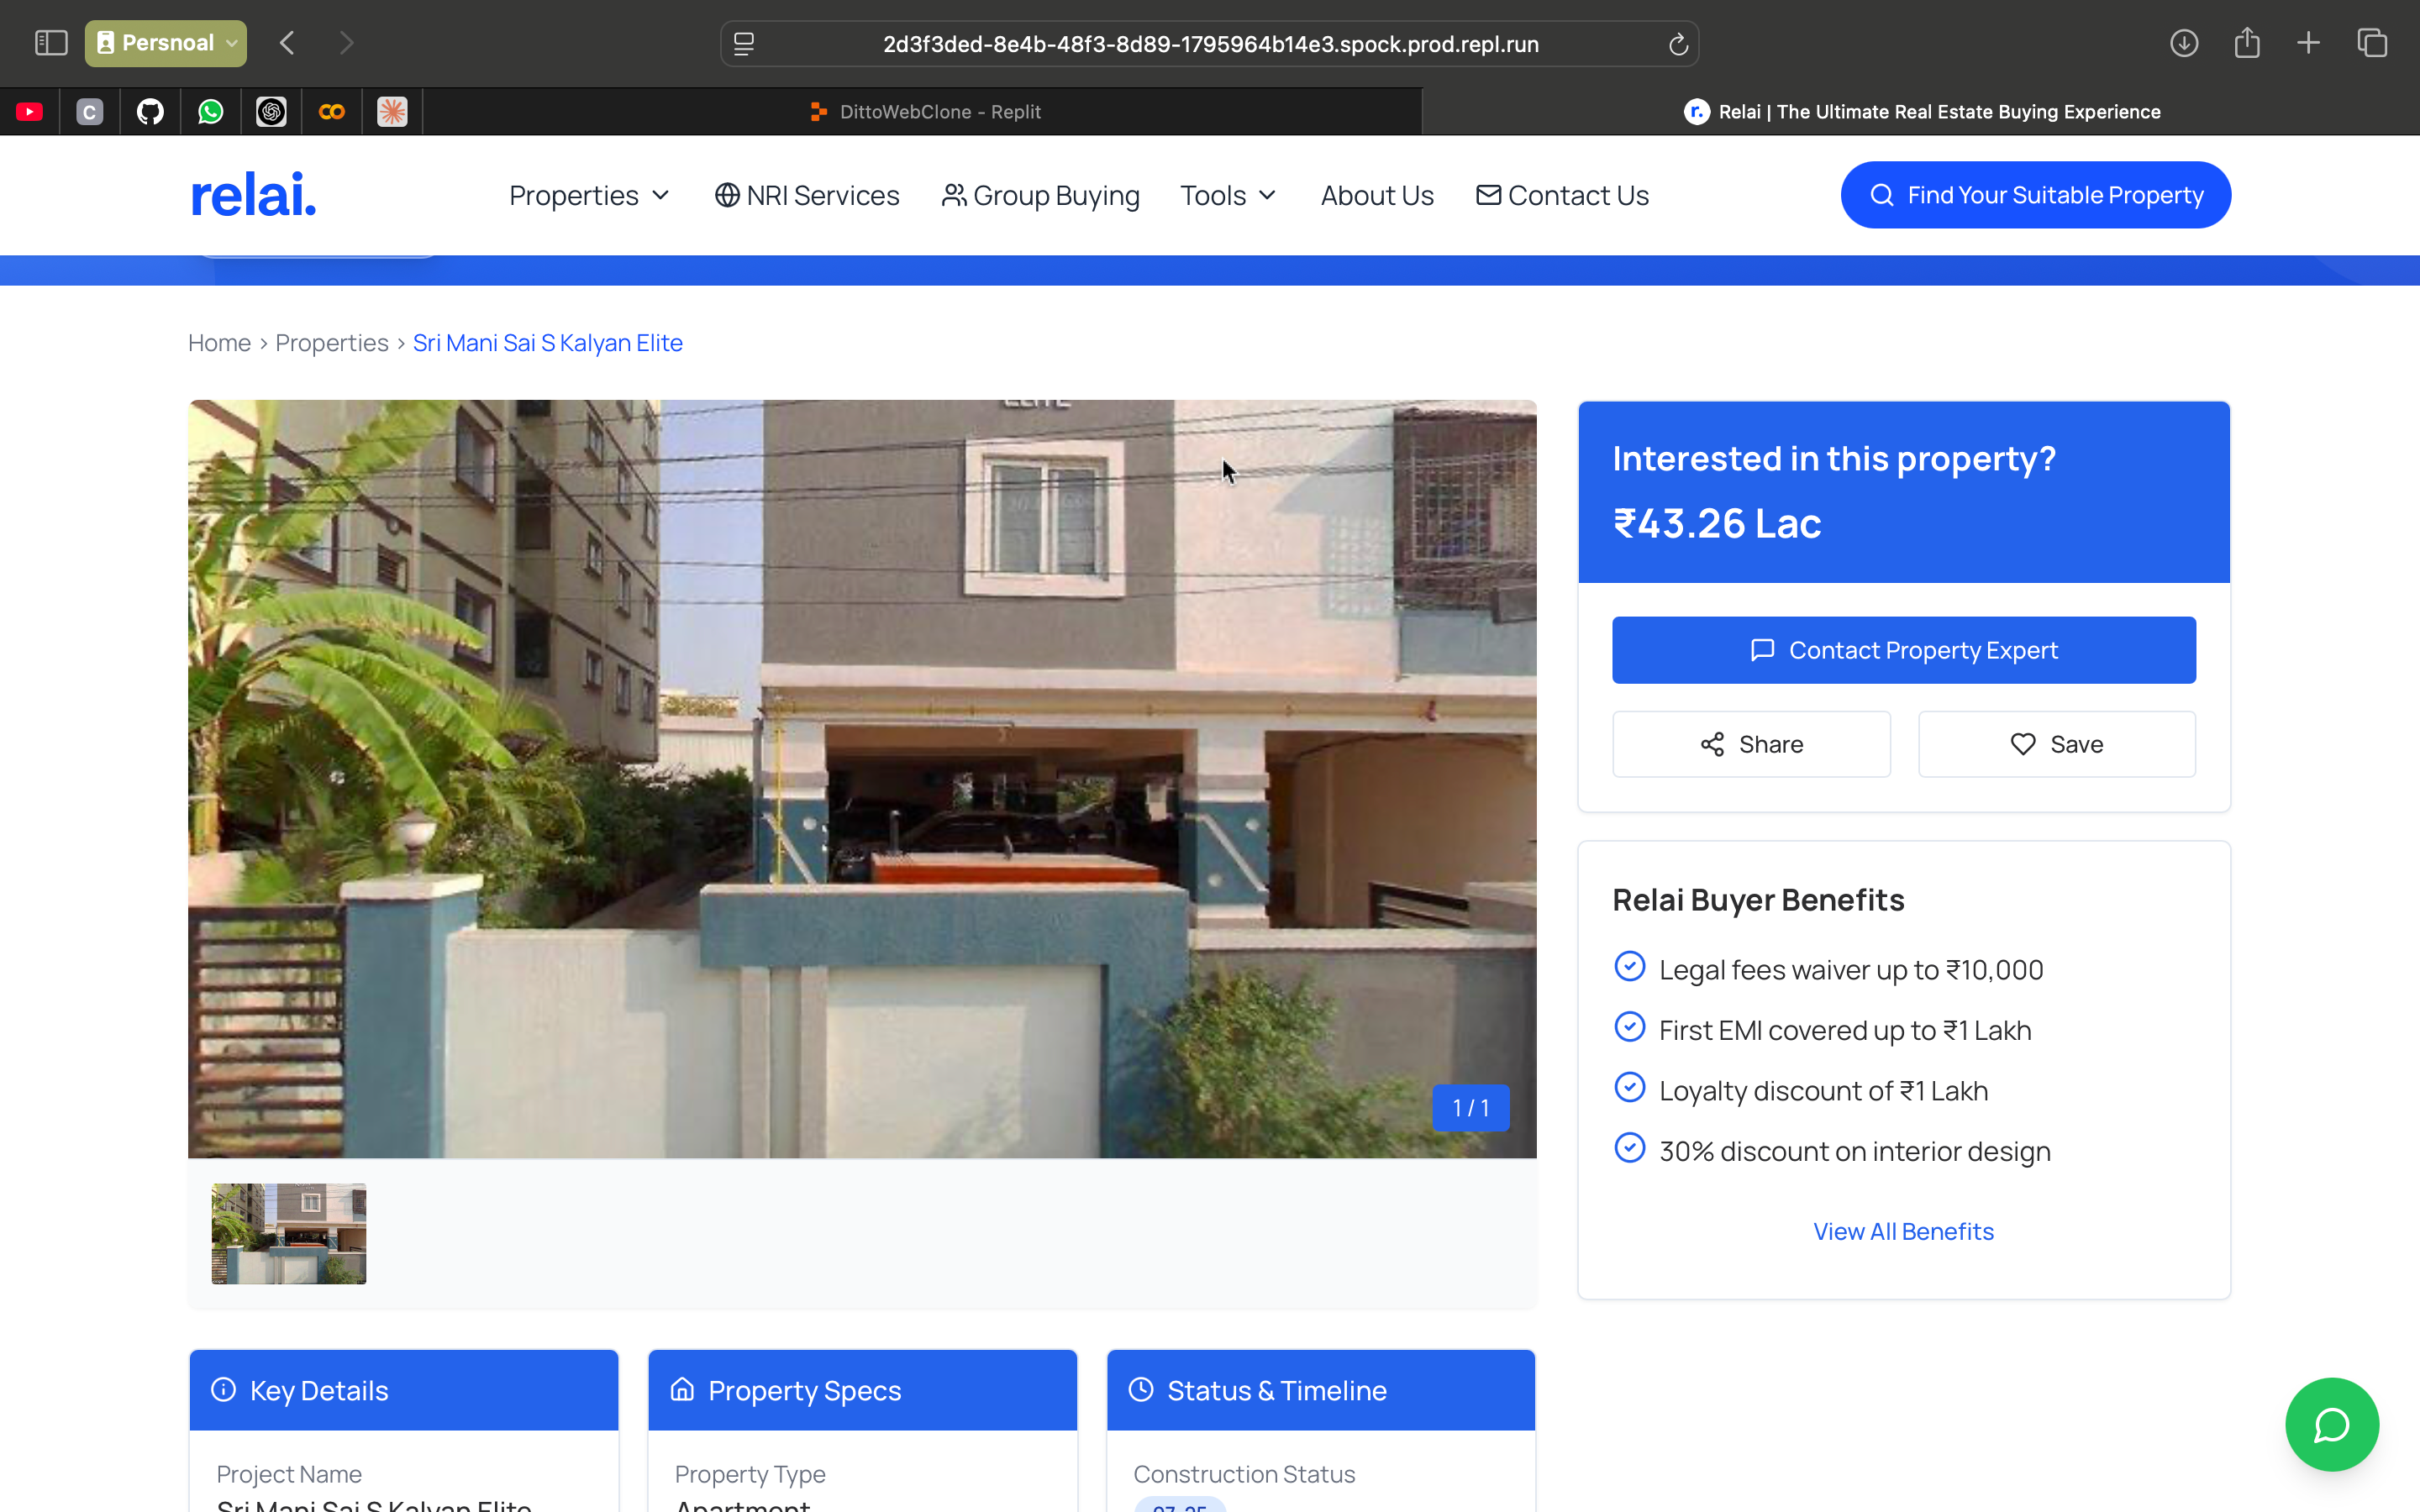 Persnoal
2d3f3ded-8e4b-48f3-8d89-1795964b14e3.spock.prod.repl.run
C
DittoWebClone - Replit
r. Relai | The Ultimate Real Estate Buying Experience
relai.
Properties
NRI Services
Group Buying
Tools
About Us
Contact Us
Find Your Suitable Property
Home > Properties > Sri Mani Sai S Kalyan Elite
ELITE
1 / 1
Interested in this property?
₹43.26 Lac
Contact Property Expert
Share
Save
Relai Buyer Benefits
Legal fees waiver up to ₹10,000
First EMI covered up to ₹1 Lakh
Loyalty discount of ₹1 Lakh
30% discount on interior design
View All Benefits
Key Details
Project Name
Sri Mani Sai S Kalyan Elite
Property Specs
Property Type
Apartment
Status & Timeline
Construction Status
07-25